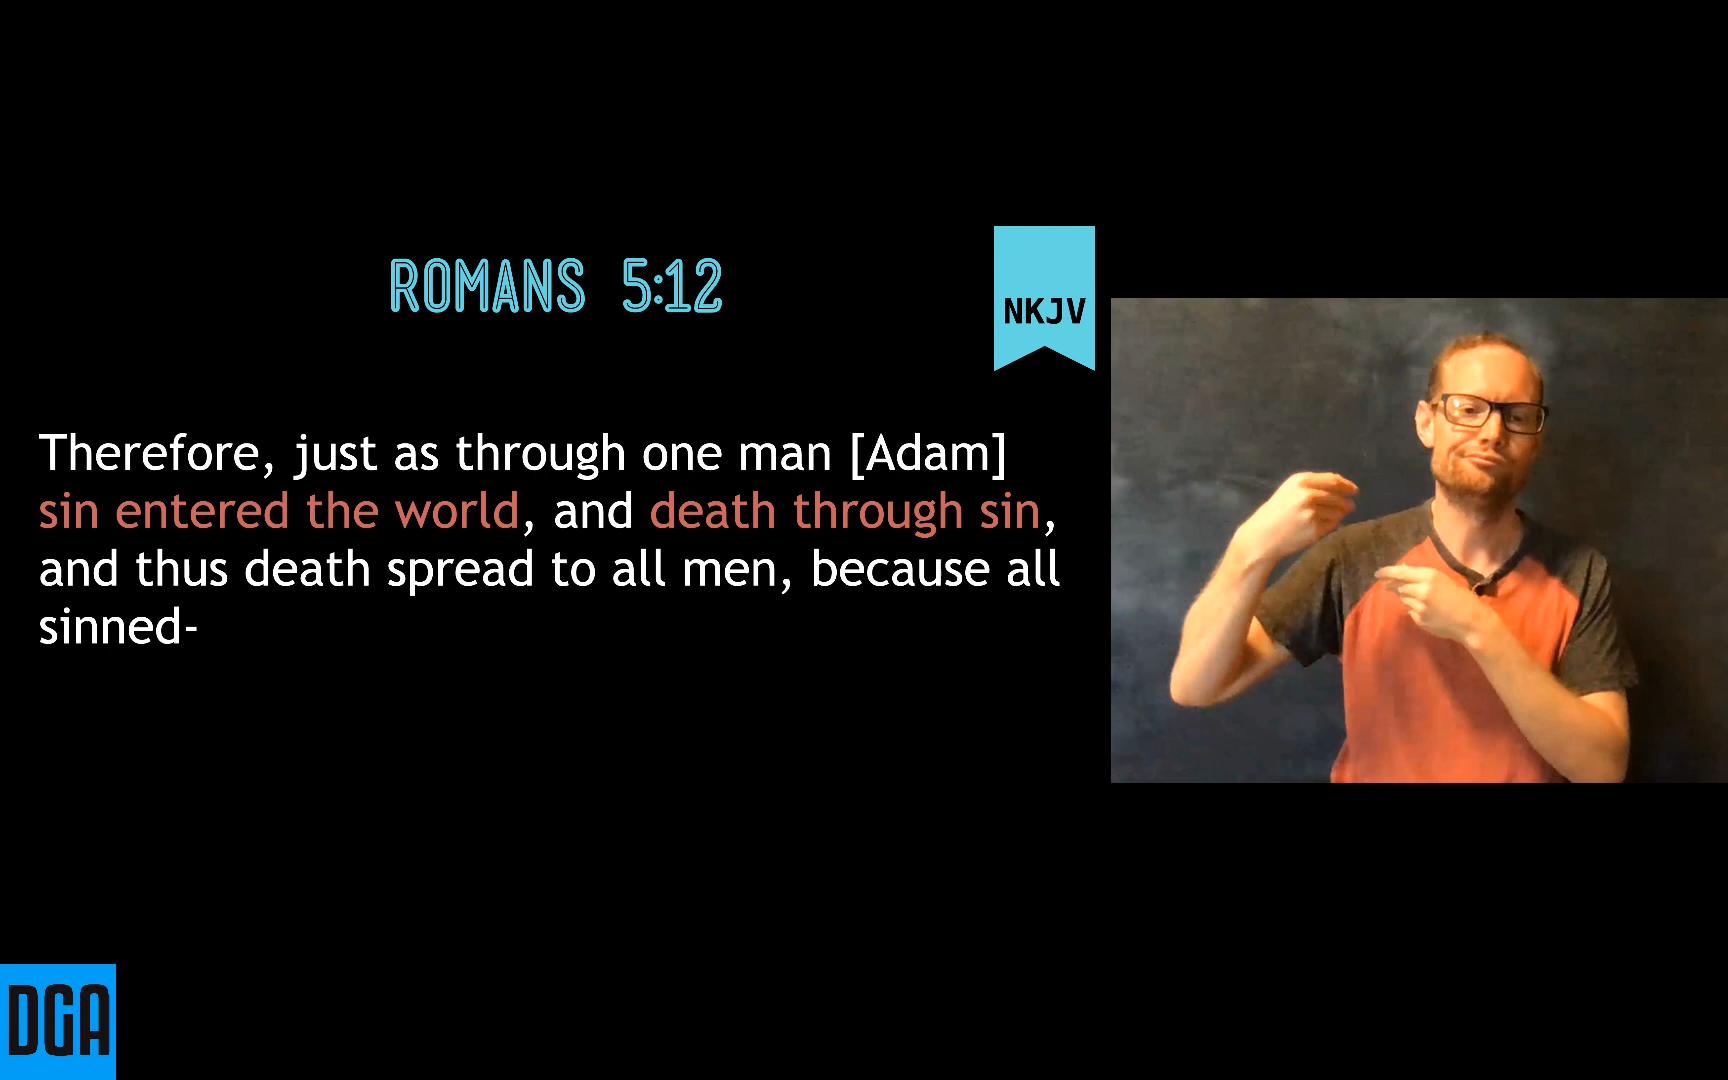 ROMANS 5:12
NKJV
Therefore, just as through one man [Adam]
sin entered the world, and death through sin,
and thus death spread to all men, because all
sinned-
DGA